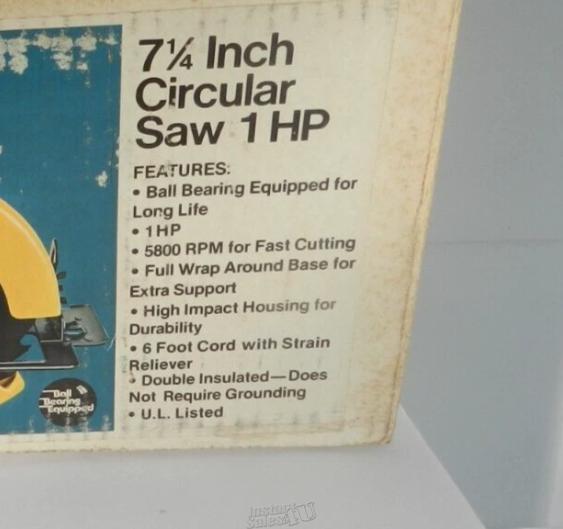 7¼ Inch
Circular
Saw 1 HP
FEATURES:
• Ball Bearing Equipped for
Long Life
• 1HP
• 5800 RPM for Fast Cutting
• Full Wrap Around Base for
Extra Support
• High Impact Housing for
Durability
• 6 Foot Cord with Strain
Reliever
• Double Insulated—Does
Not Require Grounding
• U.L. Listed
Ball
Bearing
Equipped
Instant
Sales4U